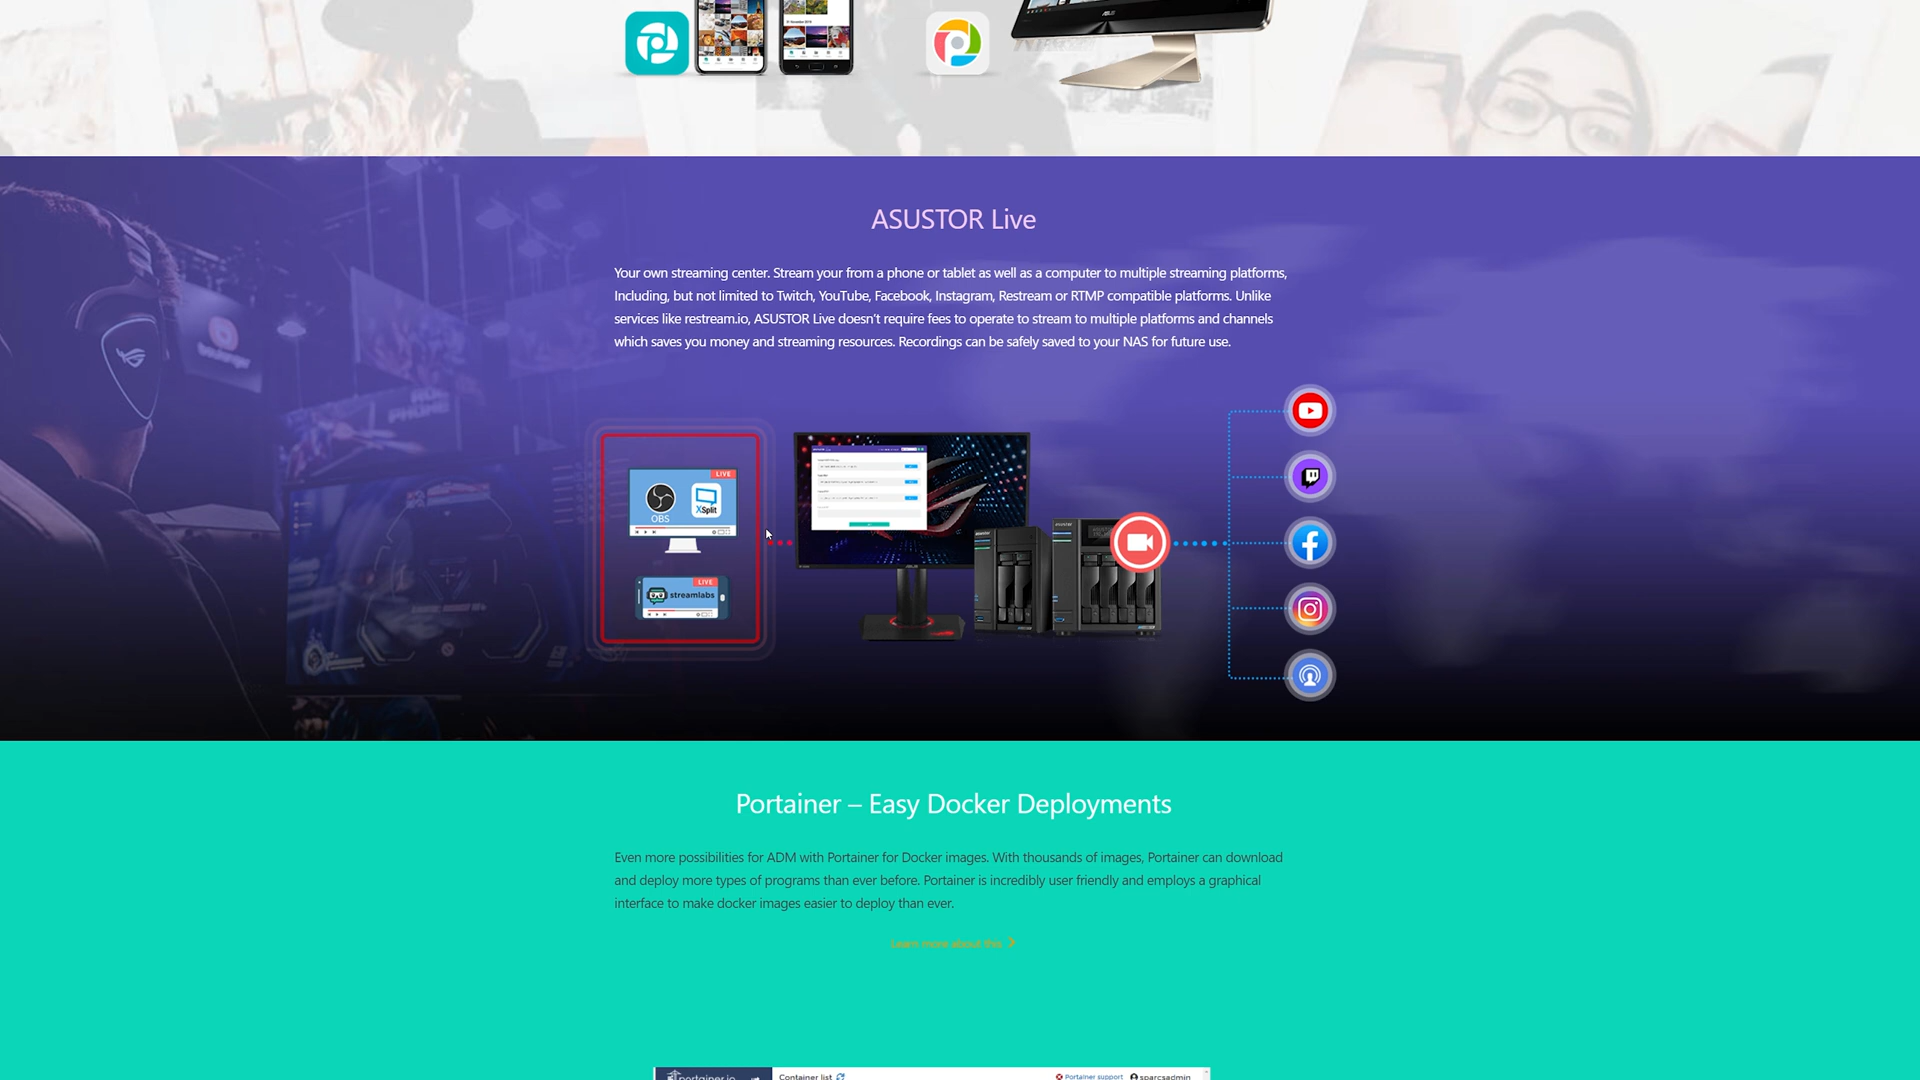 ASUSTOR Live
Your own streaming center. Stream your from a phone or tablet as well as a computer to multiple streaming platforms,
Including, but not limited to Twitch, YouTube, Facebook, Instagram, Restream or RTMP compatible platforms. Unlike
services like restream.io, ASUSTOR Live doesn’t require fees to operate to stream to multiple platforms and channels
which saves you money and streaming resources. Recordings can be safely saved to your NAS for future use.
LIVE
OBS
XSplit
LIVE
streamlabs
Portainer – Easy Docker Deployments
Even more possibilities for ADM with Portainer for Docker images. With thousands of images, Portainer can download
and deploy more types of programs than ever before. Portainer is incredibly user friendly and employs a graphical
interface to make docker images easier to deploy than ever.
Learn more about this
portainer.io
Container list
Portainer support
sparcsadmin